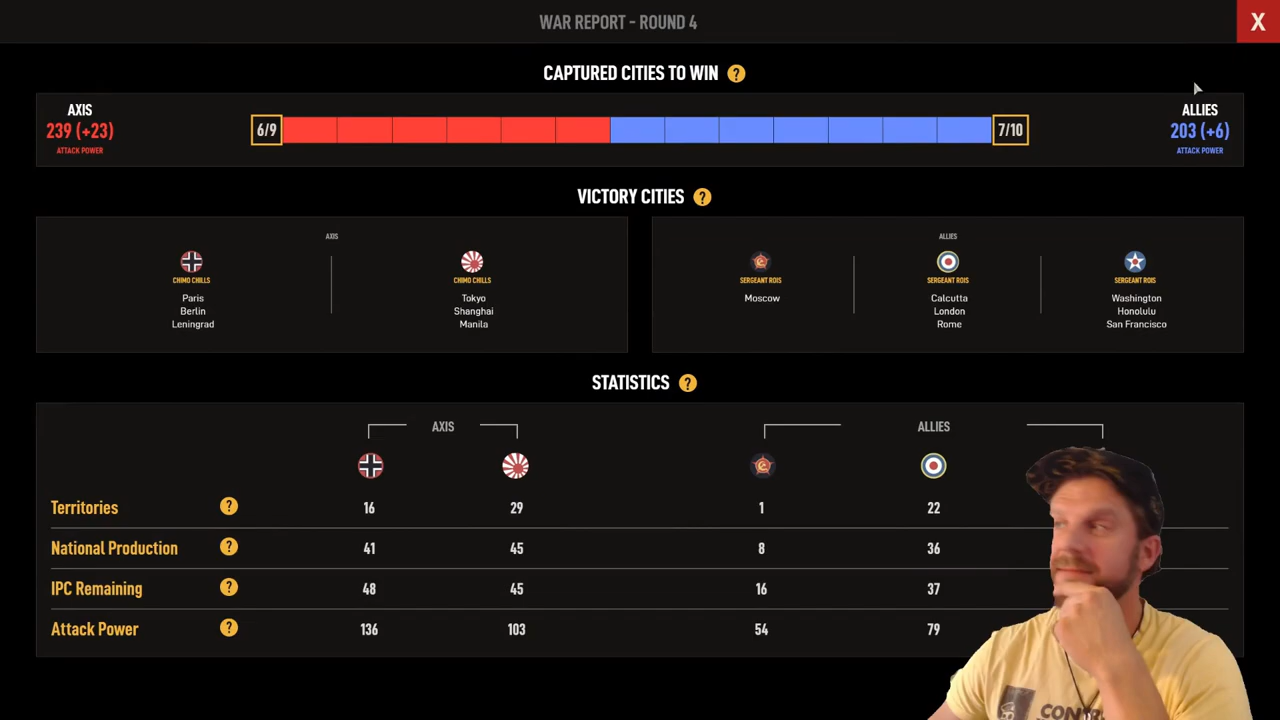 WAR REPORT - ROUND 4
X
CAPTURED CITIES TO WIN ?
AXIS
239 (+23)
ATTACK POWER
6/9
7/10
ALLIES
203 (+6)
ATTACK POWER
VICTORY CITIES ?
AXIS
CHIMO CHILLS
Paris
Berlin
Leningrad
CHIMO CHILLS
Tokyo
Shanghai
Manila
ALLIES
SERGEANT ROIS
Moscow
SERGEANT ROIS
Calcutta
London
Rome
SERGEANT ROIS
Washington
Honolulu
San Francisco
STATISTICS ?
AXIS
ALLIES
Territories ? 16 29 1 22
National Production ? 41 45 8 36
IPC Remaining ? 48 45 16 37
Attack Power ? 136 103 54 79